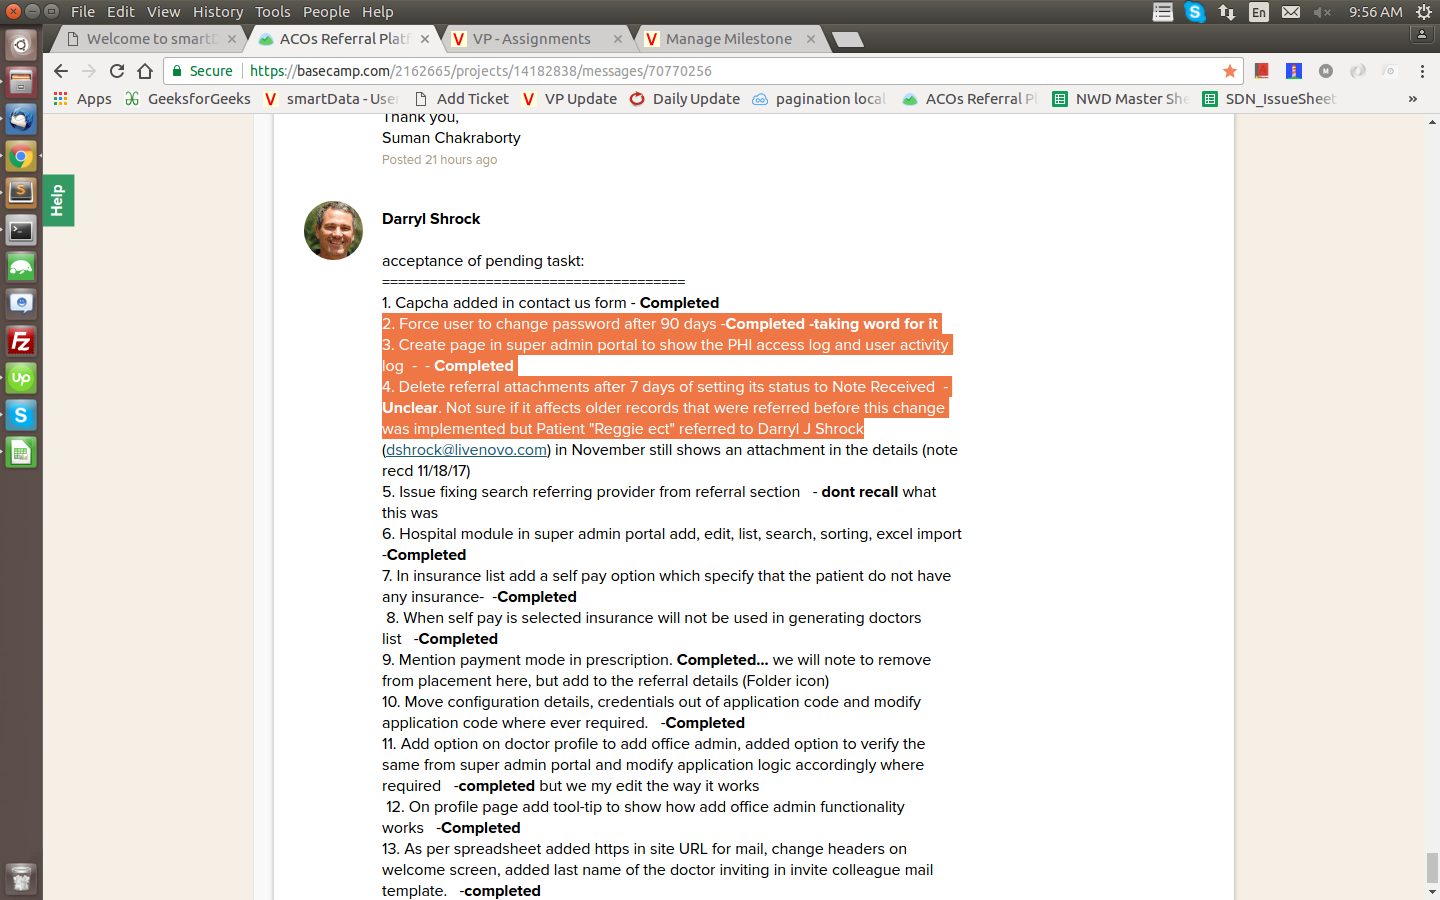 File Edit View History Tools People Help
En
9:56 AM
Welcome to smartD
ACOs Referral Platf
VP - Assignments
Manage Milestone
Secure https://basecamp.com/2162665/projects/14182838/messages/70770256
Apps GeeksforGeeks smartData - User Add Ticket VP Update Daily Update pagination local ACOs Referral Pl NWD Master She SDN_IssueSheet »
Help
Thank you,
Suman Chakraborty
Posted 21 hours ago
Darryl Shrock
acceptance of pending taskt:
======================================
1. Capcha added in contact us form - Completed
2. Force user to change password after 90 days -Completed -taking word for it
3. Create page in super admin portal to show the PHI access log and user activity
log - - Completed
4. Delete referral attachments after 7 days of setting its status to Note Received -
Unclear. Not sure if it affects older records that were referred before this change
was implemented but Patient "Reggie ect" referred to Darryl J Shrock
(dshrock@livenovo.com) in November still shows an attachment in the details (note
recd 11/18/17)
5. Issue fixing search referring provider from referral section - dont recall what
this was
6. Hospital module in super admin portal add, edit, list, search, sorting, excel import
-Completed
7. In insurance list add a self pay option which specify that the patient do not have
any insurance- -Completed
8. When self pay is selected insurance will not be used in generating doctors
list -Completed
9. Mention payment mode in prescription. Completed... we will note to remove
from placement here, but add to the referral details (Folder icon)
10. Move configuration details, credentials out of application code and modify
application code where ever required. -Completed
11. Add option on doctor profile to add office admin, added option to verify the
same from super admin portal and modify application logic accordingly where
required -completed but we my edit the way it works
12. On profile page add tool-tip to show how add office admin functionality
works -Completed
13. As per spreadsheet added https in site URL for mail, change headers on
welcome screen, added last name of the doctor inviting in invite colleague mail
template. -completed